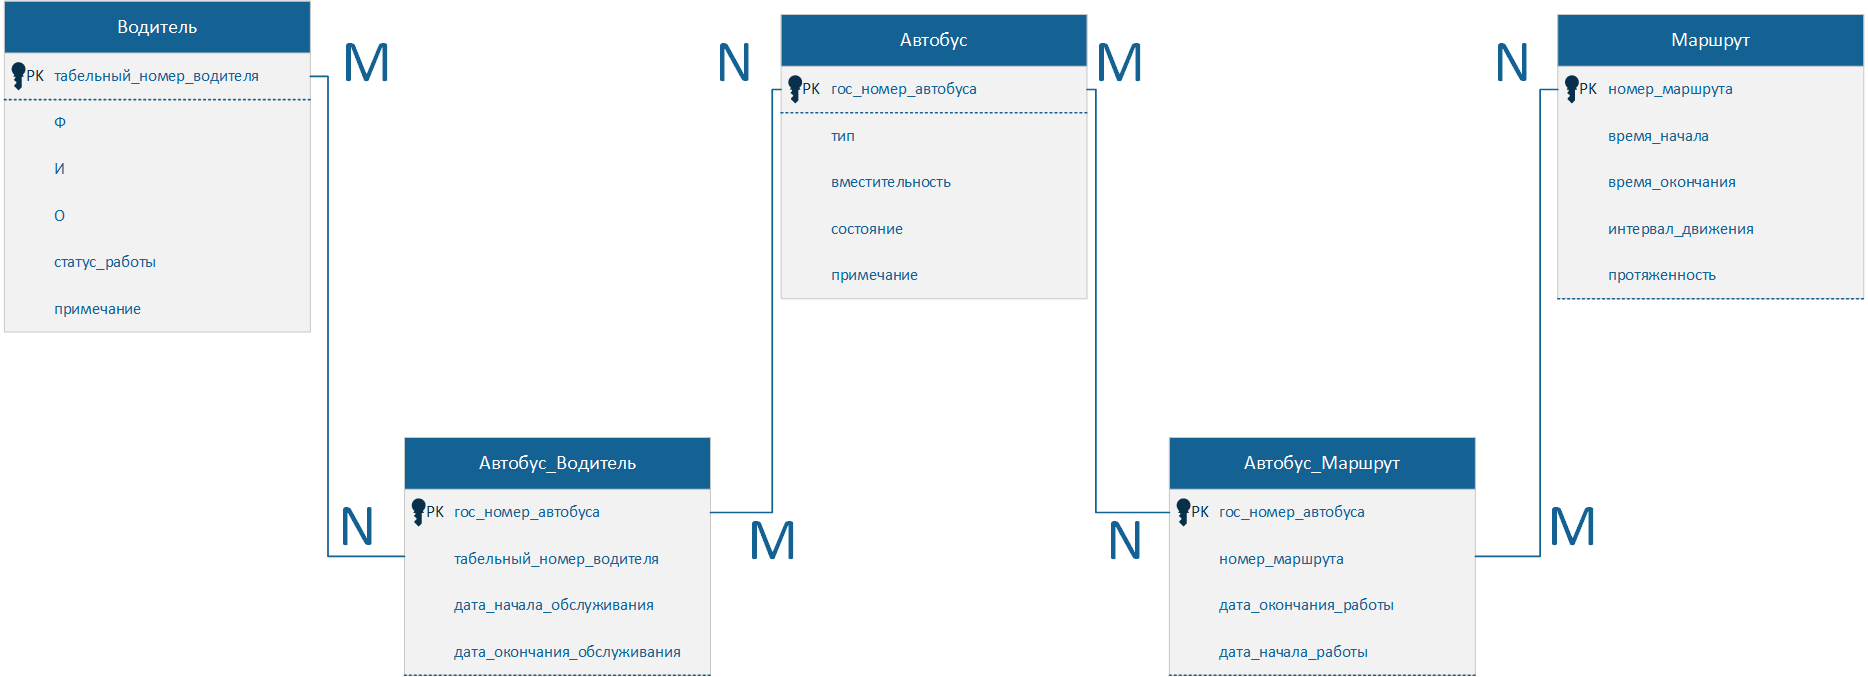 Водитель
PK табельный_номер_водителя
Ф
И
О
статус_работы
примечание
M
N
Автобус
PK гос_номер_автобуса
тип
вместительность
состояние
примечание
M
N
Маршрут
PK номер_маршрута
время_начала
время_окончания
интервал_движения
протяженность
N
Автобус_Водитель
PK гос_номер_автобуса
табельный_номер_водителя
дата_начала_обслуживания
дата_окончания_обслуживания
M
N
Автобус_Маршрут
PK гос_номер_автобуса
номер_маршрута
дата_окончания_работы
дата_начала_работы
M